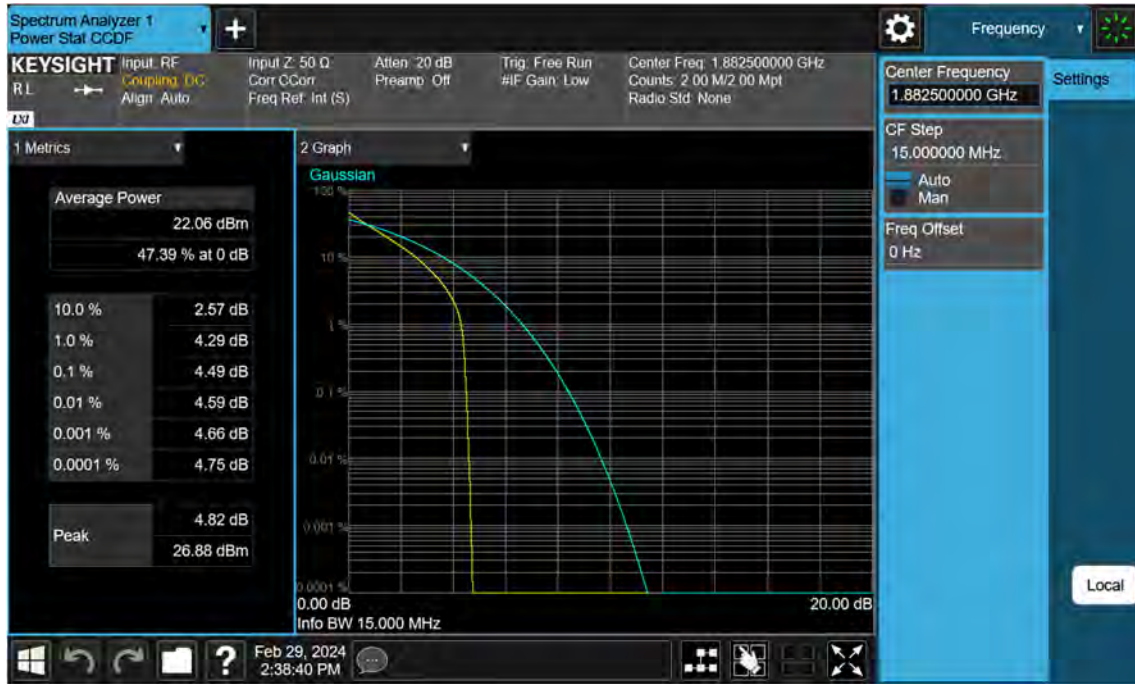 Spectrum Analyzer 1
Power Stat CCDF
+
Frequency
KEYSIGHT
RL
LXI
Input: RF
Coupling: DC
Align: Auto
Input Z: 50 Ω
Corr CCorr
Freq Ref: Int (S)
Atten: 20 dB
Preamp: Off
Trig: Free Run
#IF Gain: Low
Center Freq: 1.882500000 GHz
Counts: 2.00 M/2.00 Mpt
Radio Std: None
Center Frequency
1.882500000 GHz
Settings
CF Step
15.000000 MHz
Auto
Man
Freq Offset
0 Hz
Local
1 Metrics
Average Power
22.06 dBm
47.39 % at 0 dB
10.0 % 2.57 dB
1.0 % 4.29 dB
0.1 % 4.49 dB
0.01 % 4.59 dB
0.001 % 4.66 dB
0.0001 % 4.75 dB
Peak
4.82 dB
26.88 dBm
2 Graph
Gaussian
100 %
10 %
1 %
0.1 %
0.01 %
0.001 %
0.0001 %
0.00 dB 20.00 dB
Info BW 15.000 MHz
?
Feb 29, 2024
2:38:40 PM